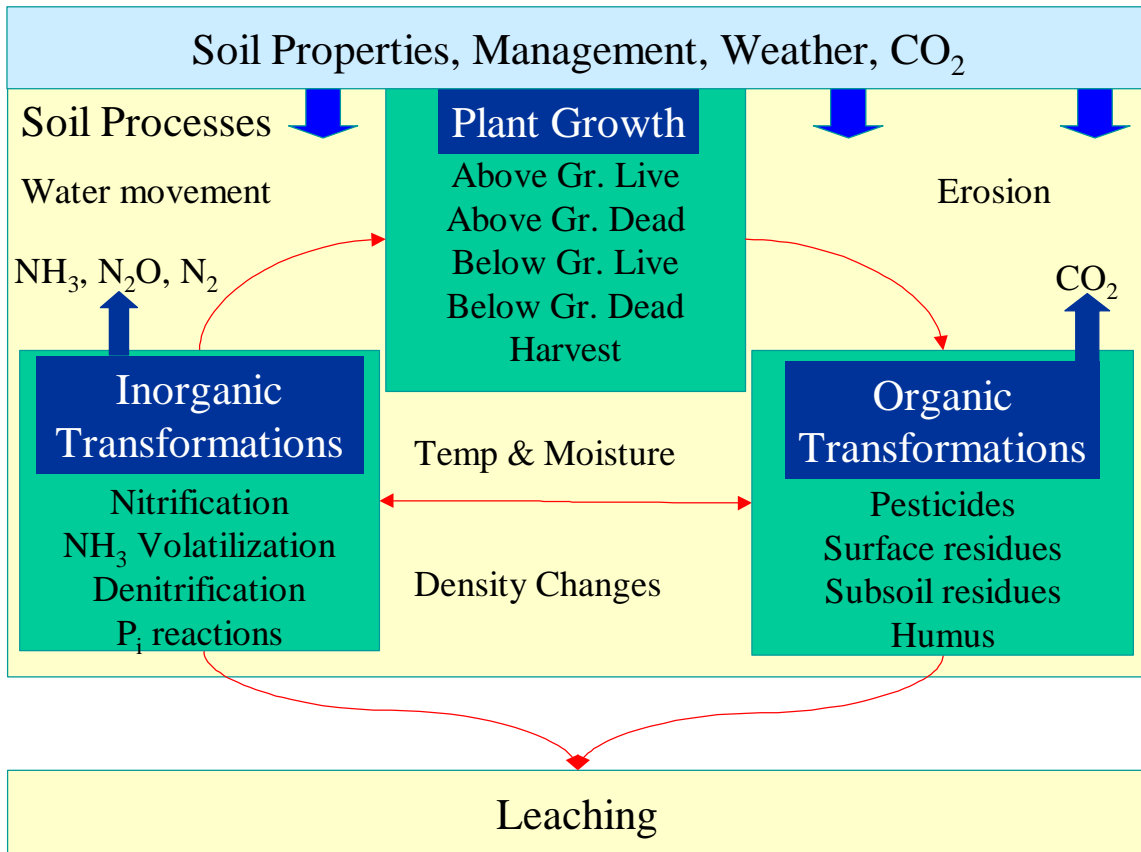 Soil Properties, Management, Weather, CO₂
Soil Processes
Water movement
NH₃, N₂O, N₂
Plant Growth
Above Gr. Live
Above Gr. Dead
Below Gr. Live
Below Gr. Dead
Harvest
Erosion
CO₂
Inorganic
Transformations
Nitrification
NH₃ Volatilization
Denitrification
Pᵢ reactions
Temp & Moisture
Density Changes
Organic
Transformations
Pesticides
Surface residues
Subsoil residues
Humus
Leaching